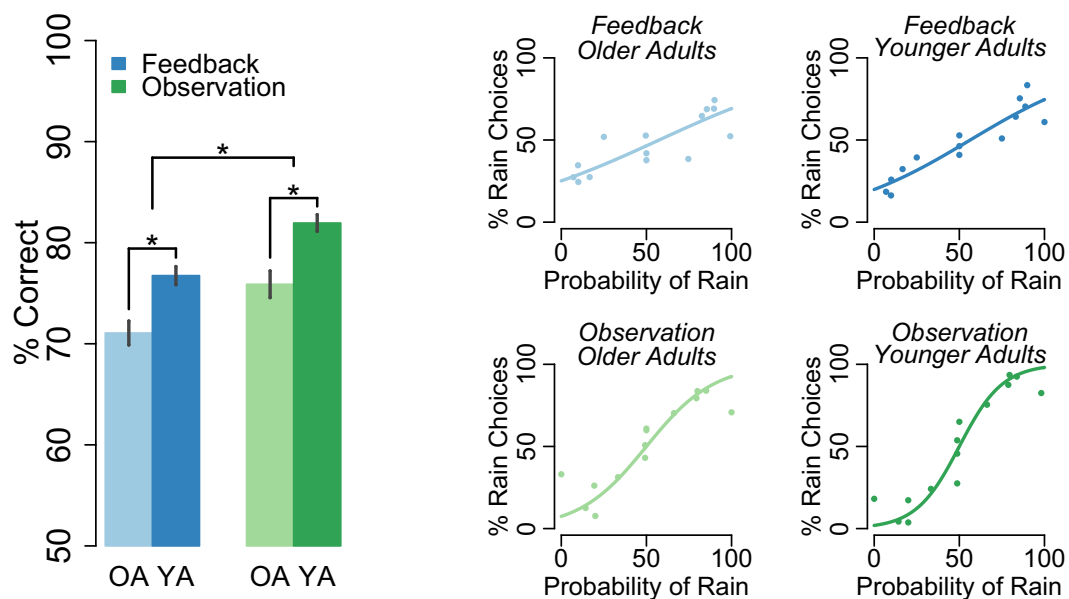 % Correct
100
90
80
70
60
50
Feedback
Observation
*
*
*
OA YA
OA YA
Feedback
Older Adults
% Rain Choices
100
50
0
0 50 100
Probability of Rain
Feedback
Younger Adults
% Rain Choices
100
50
0
0 50 100
Probability of Rain
Observation
Older Adults
% Rain Choices
100
50
0
0 50 100
Probability of Rain
Observation
Younger Adults
% Rain Choices
100
50
0
0 50 100
Probability of Rain